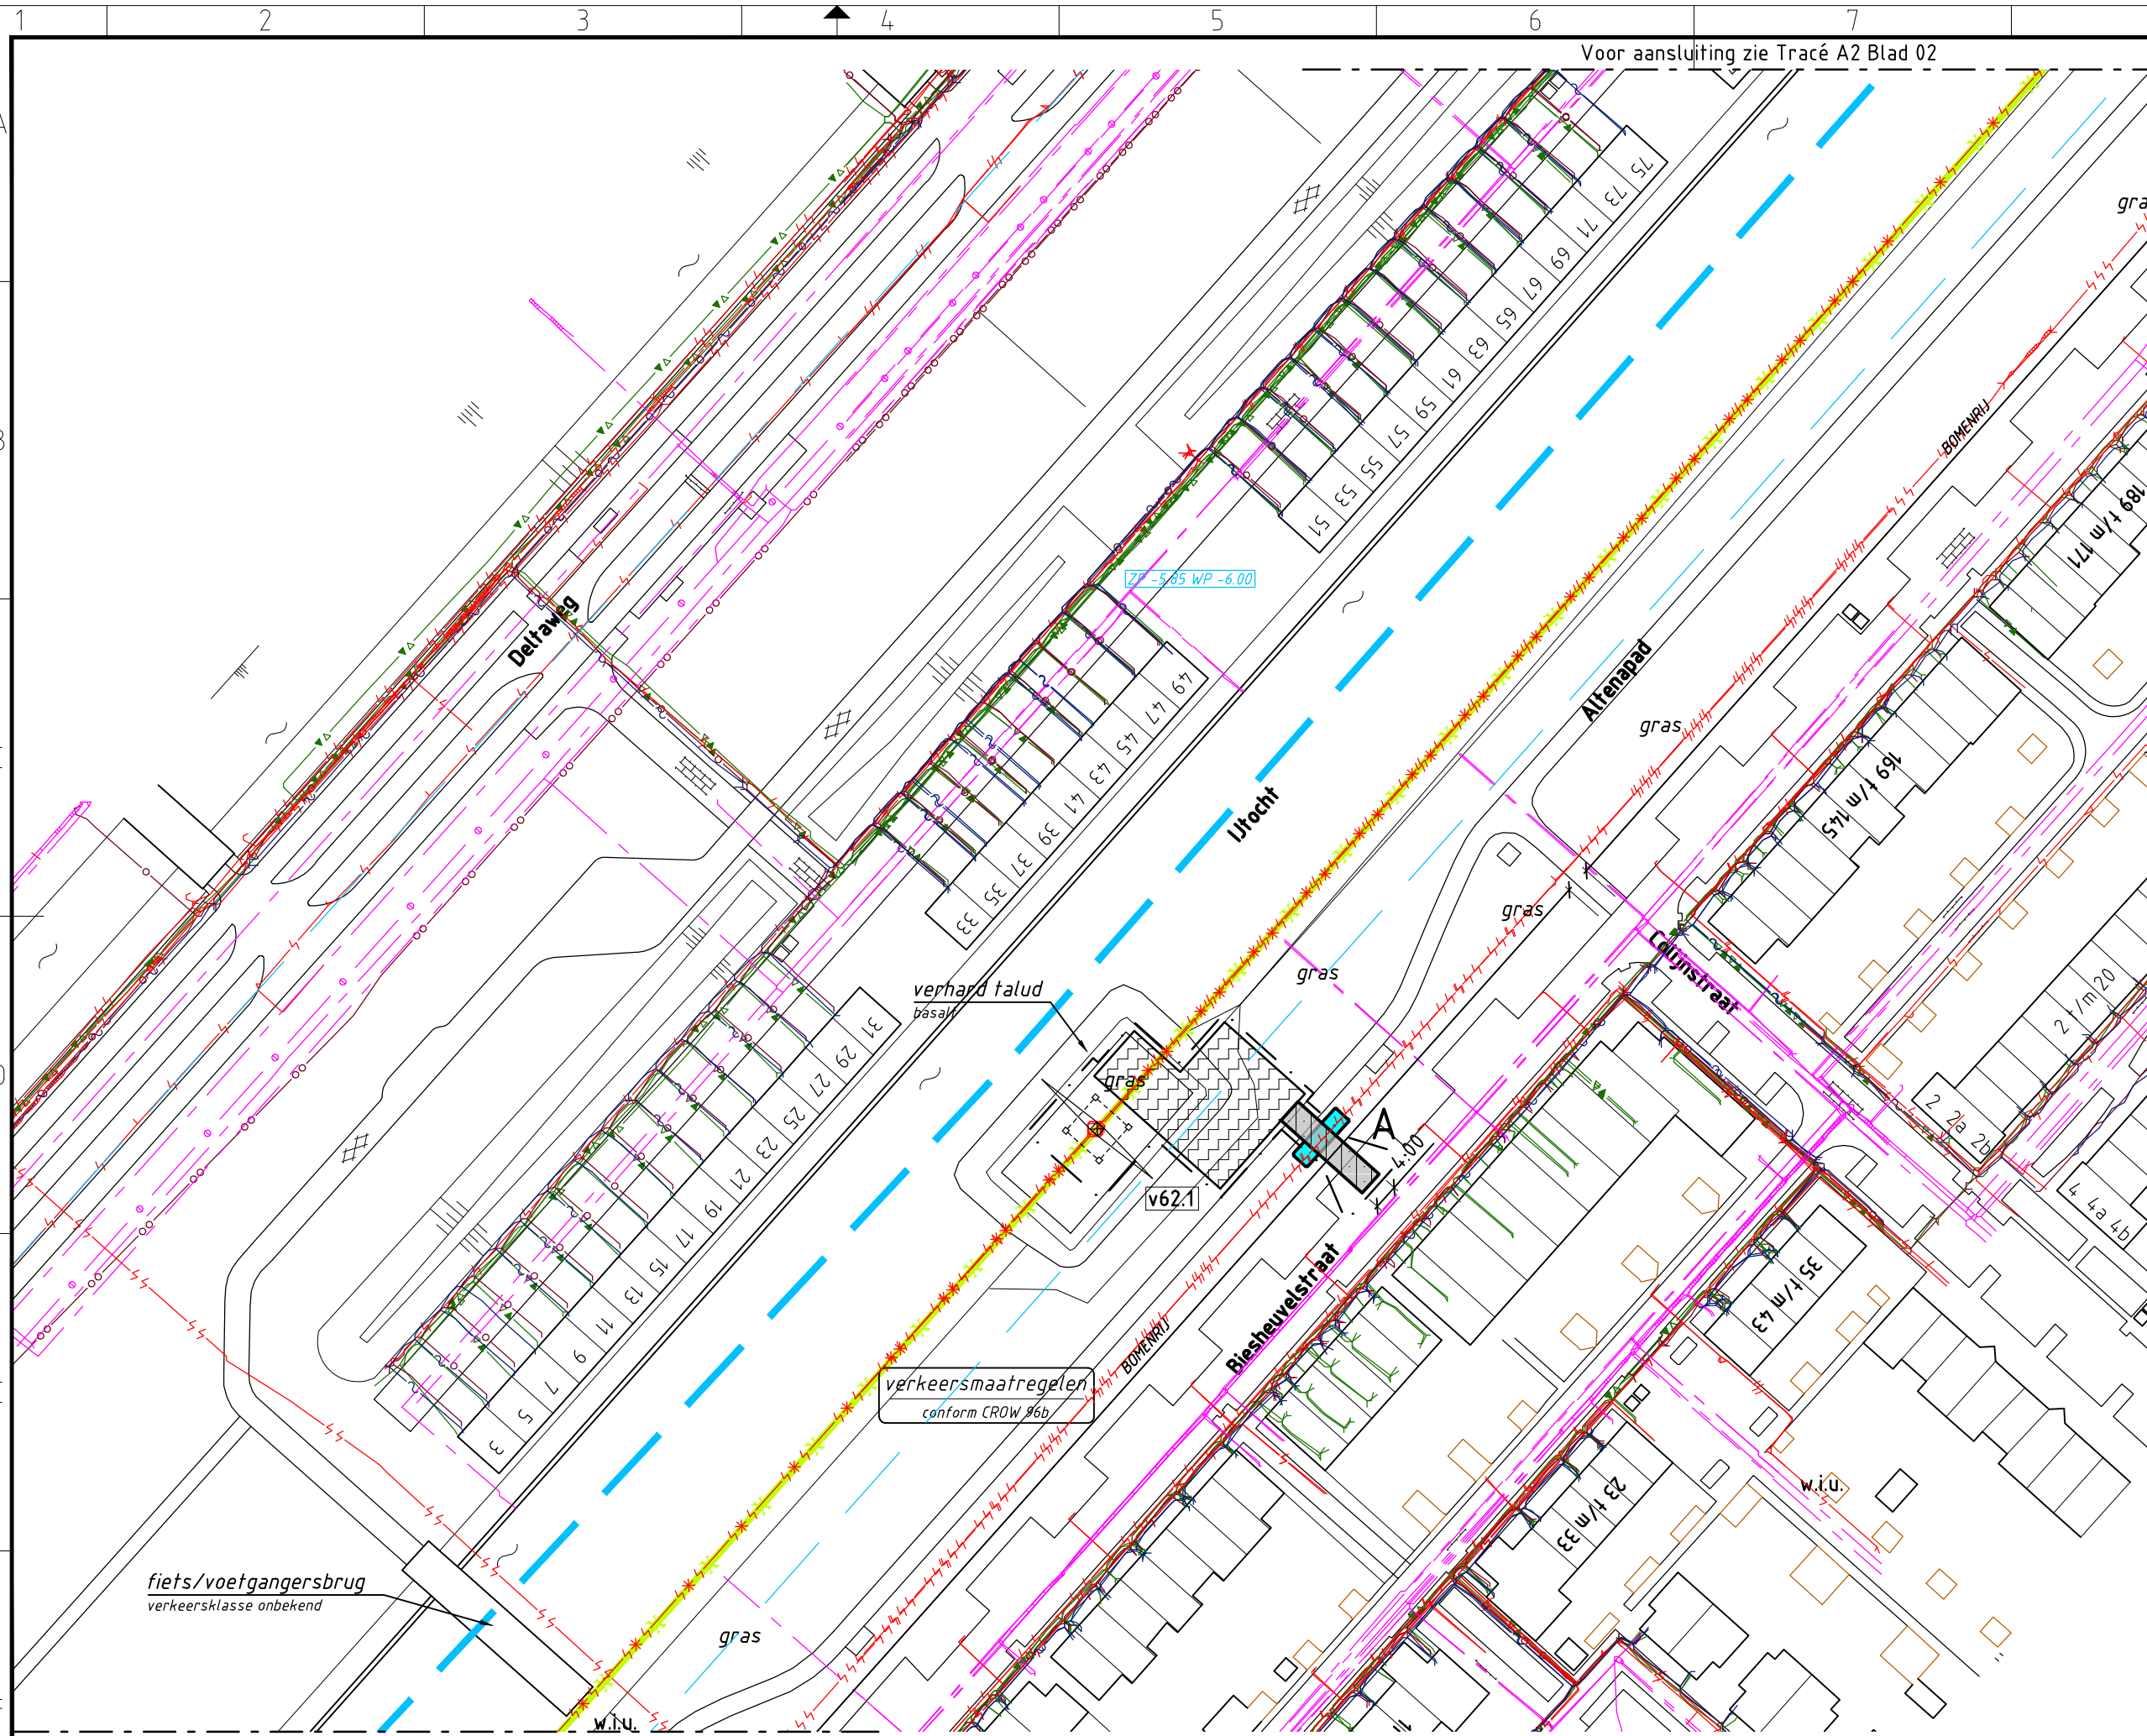 1
2
3
4
5
6
7
Voor aansluiting zie Tracé A2 Blad 02
A
75
73
71
69
67
65
63
61
59
57
55
53
51
BOMENRIJ
189 t/m 171
ZP -5.85 WP -6.00
Deltaweg
49
47
45
43
41
39
37
35
33
Altenapad
gras
IJtocht
169 t/m 145
gras
Colijnstraat
gras
2 t/m 20
verhard talud
basalt
31
29
27
25
23
21
19
17
15
13
11
9
7
5
3
gras
A
4.00
v62.1
2 2a 2b
4 4a 4b
Biesheuvelstraat
35 t/m 43
BOMENRIJ
verkeersmaatregelen
conform CROW 96b
23 t/m 33
w.i.u.
fiets/voetgangersbrug
verkeersklasse onbekend
gras
w.i.u.